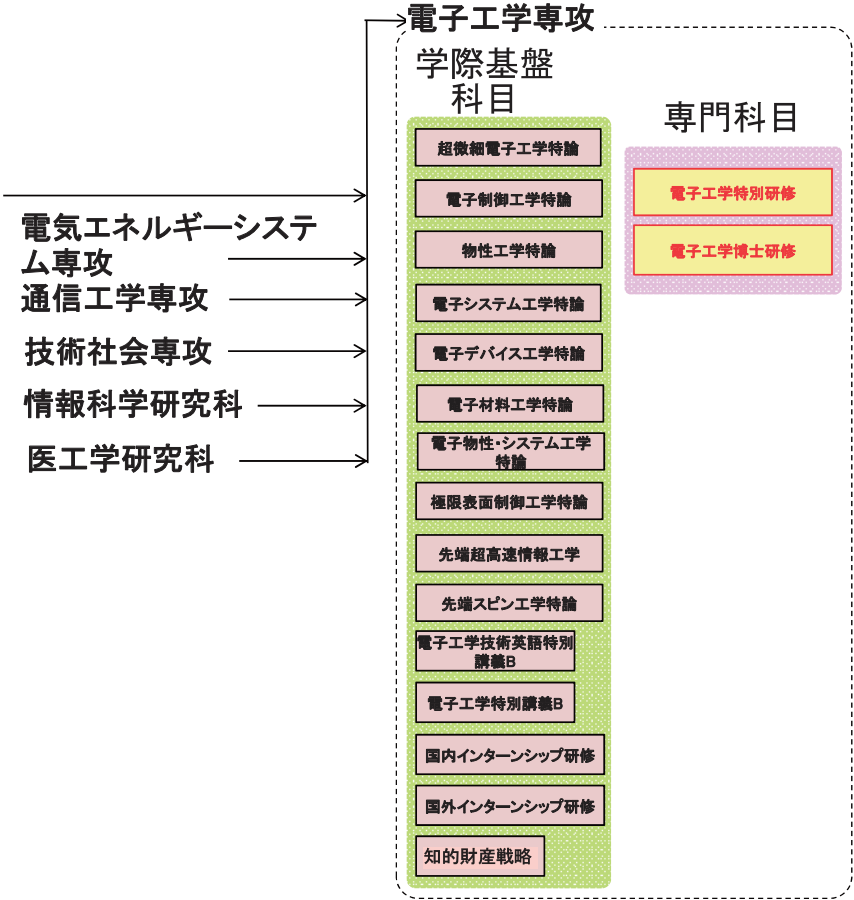 電子工学専攻
学際基盤
科目
専門科目
超微細電子工学特論
電子制御工学特論
物性工学特論
電子システム工学特論
電子デバイス工学特論
電子材料工学特論
電子物性・システム工学
特論
極限表面制御工学特論
先端超高速情報工学
先端スピン工学特論
電子工学技術英語特別
講義B
電子工学特別講義B
国内インターンシップ研修
国外インターンシップ研修
知的財産戦略
電子工学特別研修
電子工学博士研修
電気エネルギーシステ
ム専攻
通信工学専攻
技術社会専攻
情報科学研究科
医工学研究科